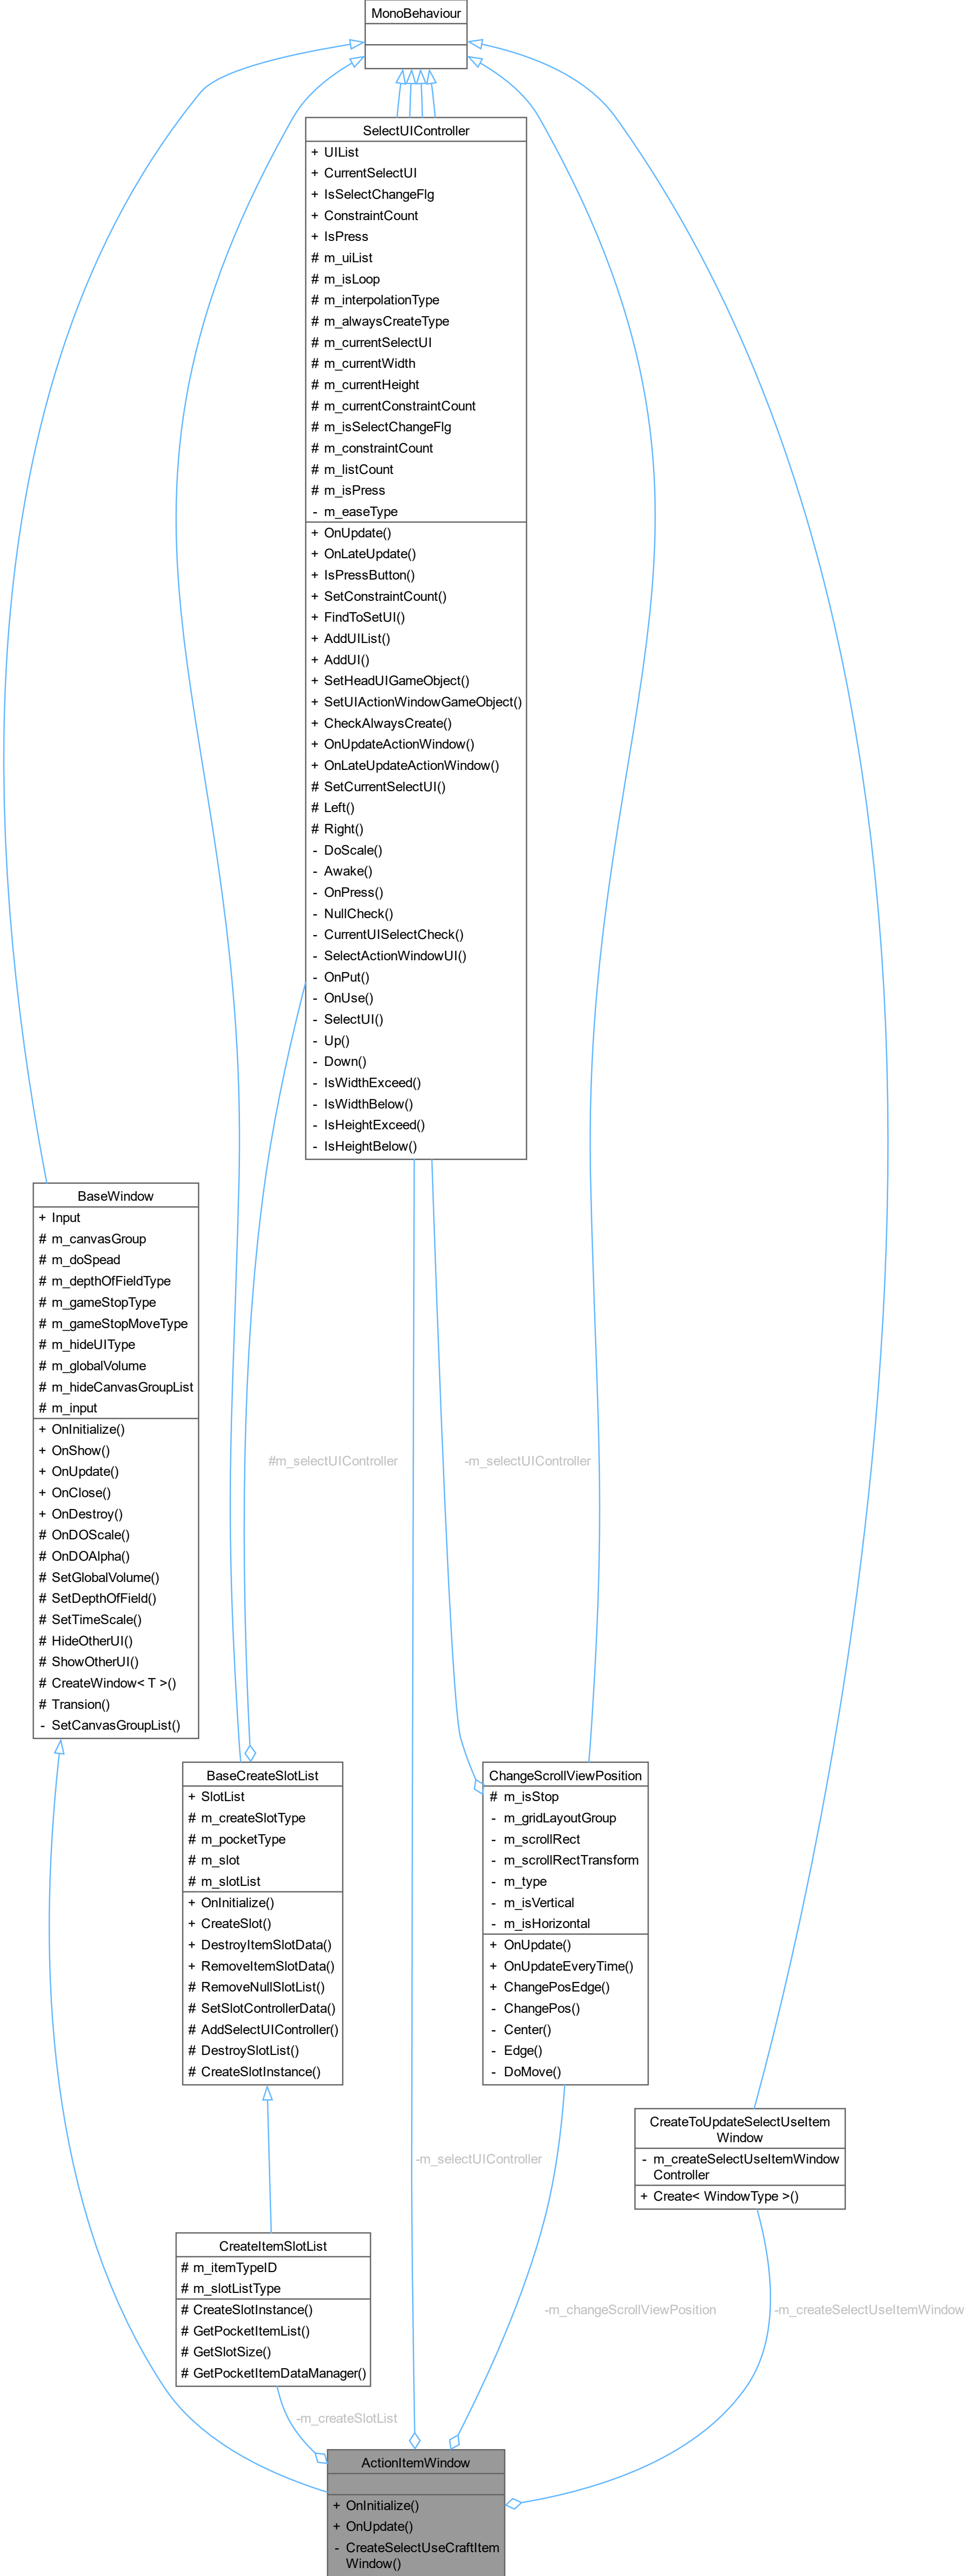 MonoBehaviour
SelectUIController
+ UIList
+ CurrentSelectUI
+ IsSelectChangeFlg
+ ConstraintCount
+ IsPress
# m_uiList
# m_isLoop
# m_interpolationType
# m_alwaysCreateType
# m_currentSelectUI
# m_currentWidth
# m_currentHeight
# m_currentConstraintCount
# m_isSelectChangeFlg
# m_constraintCount
# m_listCount
# m_isPress
- m_easeType
+ OnUpdate()
+ OnLateUpdate()
+ IsPressButton()
+ SetConstraintCount()
+ FindToSetUI()
+ AddUIList()
+ AddUI()
+ SetHeadUIGameObject()
+ SetUIActionWindowGameObject()
+ CheckAlwaysCreate()
+ OnUpdateActionWindow()
+ OnLateUpdateActionWindow()
# SetCurrentSelectUI()
# Left()
# Right()
- DoScale()
- Awake()
- OnPress()
- NullCheck()
- CurrentUISelectCheck()
- SelectActionWindowUI()
- OnPut()
- OnUse()
- SelectUI()
- Up()
- Down()
- IsWidthExceed()
- IsWidthBelow()
- IsHeightExceed()
- IsHeightBelow()
BaseWindow
+ Input
# m_canvasGroup
# m_doSpead
# m_depthOfFieldType
# m_gameStopType
# m_gameStopMoveType
# m_hideUIType
# m_globalVolume
# m_hideCanvasGroupList
# m_input
+ OnInitialize()
+ OnShow()
+ OnUpdate()
+ OnClose()
+ OnDestroy()
# OnDOScale()
# OnDOAlpha()
# SetGlobalVolume()
# SetDepthOfField()
# SetTimeScale()
# HideOtherUI()
# ShowOtherUI()
# CreateWindow< T >()
# Transion()
- SetCanvasGroupList()
#m_selectUIController
-m_selectUIController
BaseCreateSlotList
+ SlotList
# m_createSlotType
# m_pocketType
# m_slot
# m_slotList
+ OnInitialize()
+ CreateSlot()
+ DestroyItemSlotData()
+ RemoveItemSlotData()
# RemoveNullSlotList()
# SetSlotControllerData()
# AddSelectUIController()
# DestroySlotList()
# CreateSlotInstance()
ChangeScrollViewPosition
# m_isStop
- m_gridLayoutGroup
- m_scrollRect
- m_scrollRectTransform
- m_type
- m_isVertical
- m_isHorizontal
+ OnUpdate()
+ OnUpdateEveryTime()
+ ChangePosEdge()
- ChangePos()
- Center()
- Edge()
- DoMove()
CreateToUpdateSelectUseItem
Window
- m_createSelectUseItemWindow
Controller
+ Create< WindowType >()
-m_selectUIController
CreateItemSlotList
# m_itemTypeID
# m_slotListType
# CreateSlotInstance()
# GetPocketItemList()
# GetSlotSize()
# GetPocketItemDataManager()
-m_changeScrollViewPosition
-m_createSelectUseItemWindow
-m_createSlotList
ActionItemWindow
+ OnInitialize()
+ OnUpdate()
- CreateSelectUseCraftItem
Window()